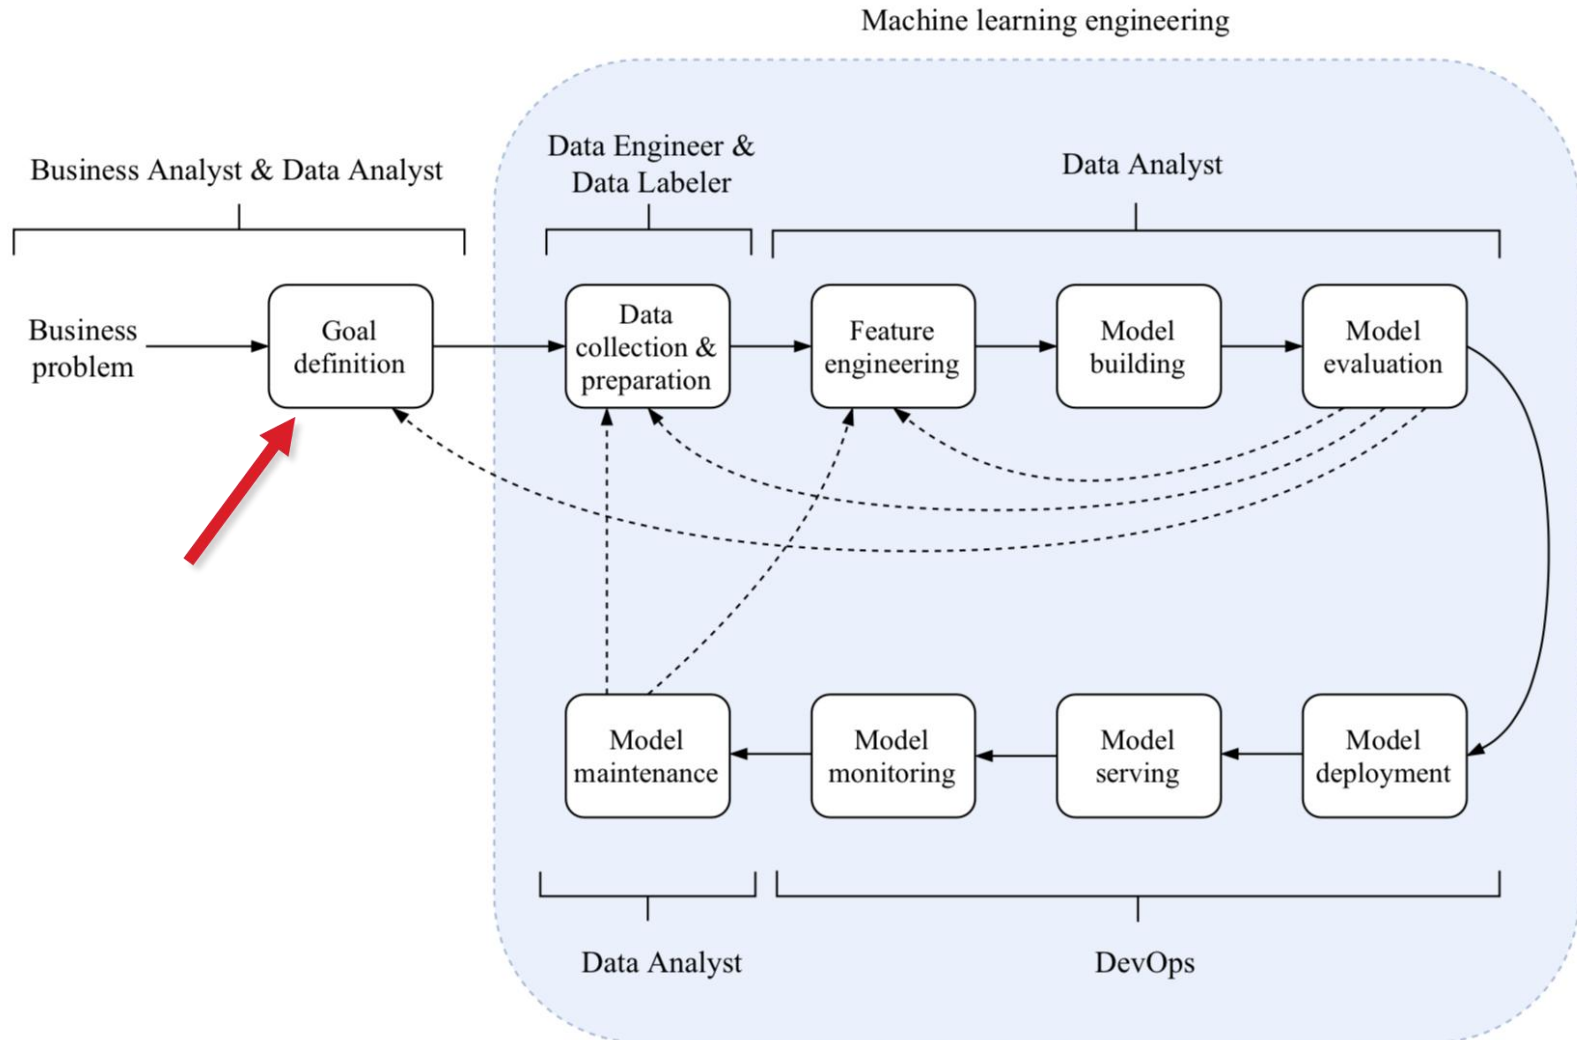 Machine learning engineering
Business Analyst & Data Analyst
Data Engineer &
Data Labeler
Data Analyst
Business
problem
Goal
definition
Data
collection &
preparation
Feature
engineering
Model
building
Model
evaluation
Model
maintenance
Model
monitoring
Model
serving
Model
deployment
Data Analyst
DevOps